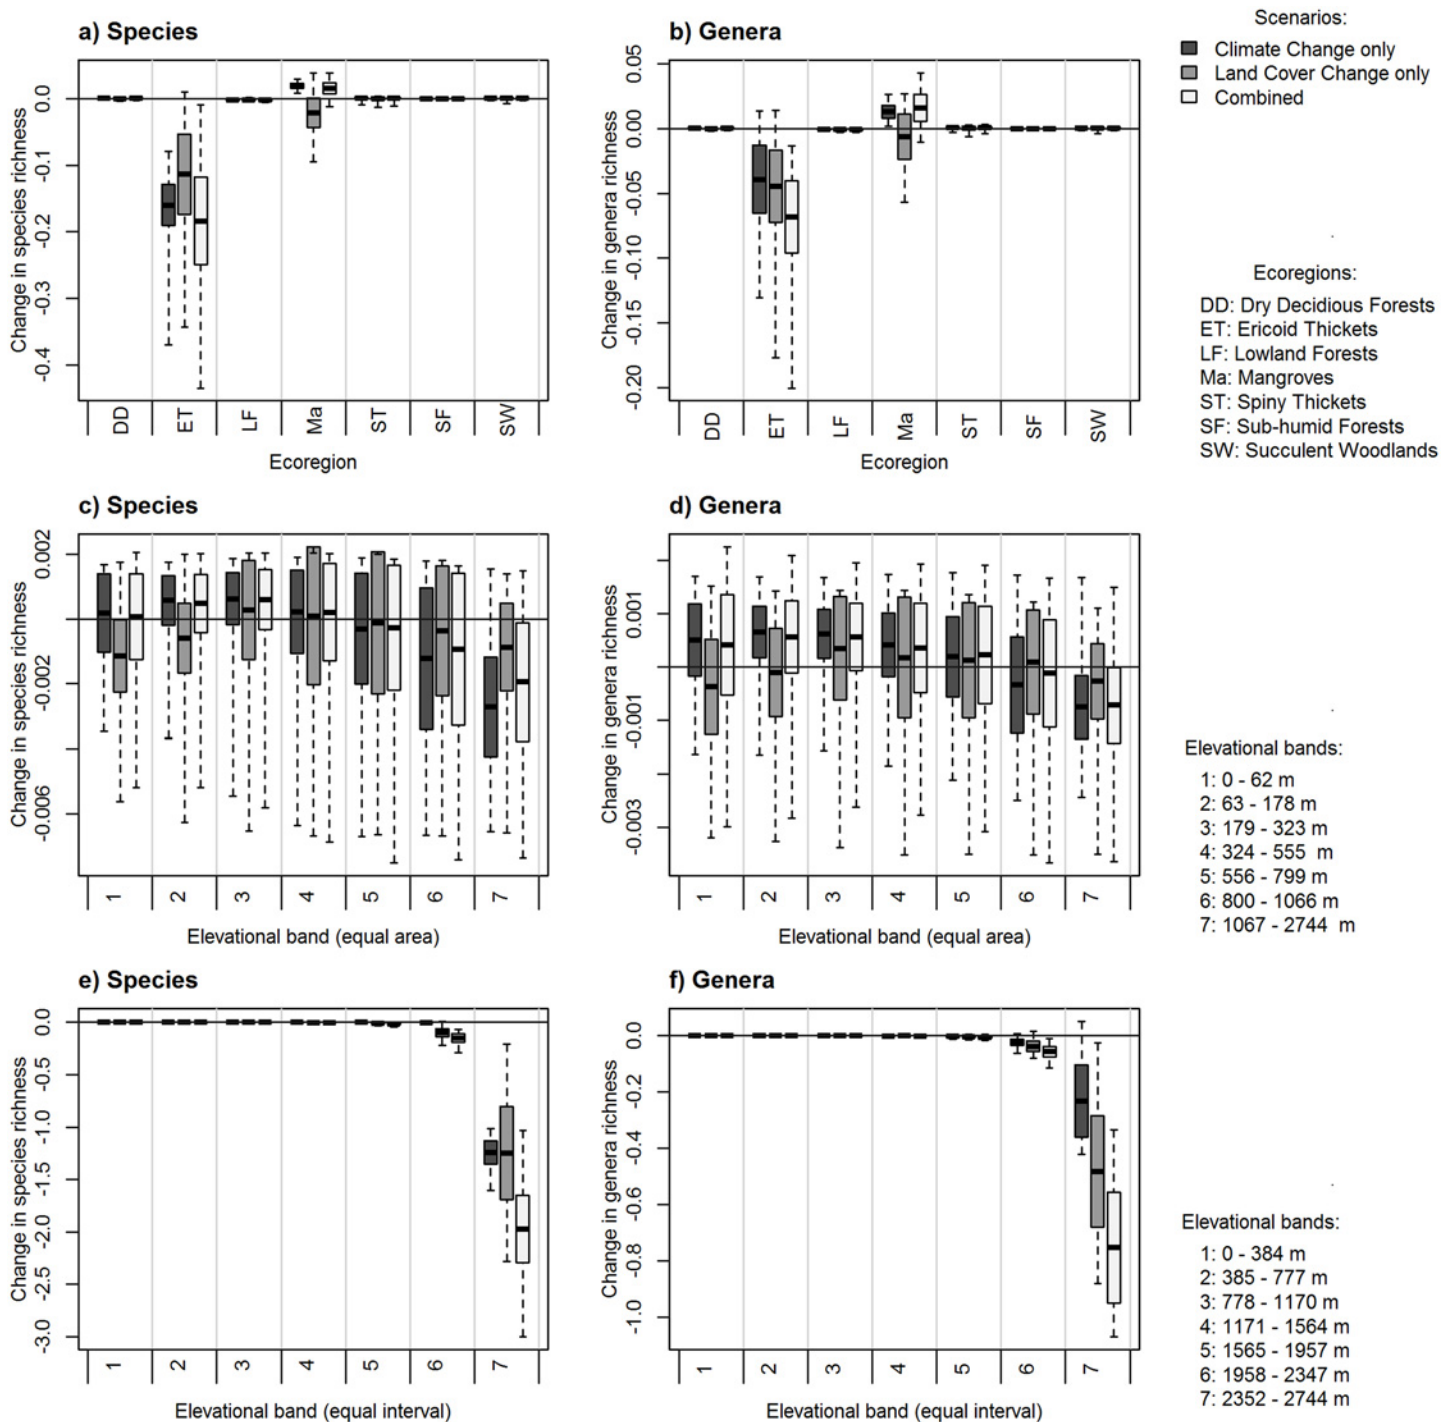 a) Species
b) Genera
Scenarios:
Climate Change only
Land Cover Change only
Combined
Change in species richness
0.0
-0.1
-0.2
-0.3
-0.4
DD
ET
LF
Ma
ST
SF
SW
Ecoregion
Change in genera richness
0.05
0.00
-0.05
-0.10
-0.15
-0.20
DD
ET
LF
Ma
ST
SF
SW
Ecoregion
Ecoregions:
DD: Dry Decidious Forests
ET: Ericoid Thickets
LF: Lowland Forests
Ma: Mangroves
ST: Spiny Thickets
SF: Sub-humid Forests
SW: Succulent Woodlands
c) Species
d) Genera
Change in species richness
0.002
-0.002
-0.006
1
2
3
4
5
6
7
Elevational band (equal area)
Change in genera richness
0.001
-0.001
-0.003
1
2
3
4
5
6
7
Elevational band (equal area)
Elevational bands:
1: 0 - 62 m
2: 63 - 178 m
3: 179 - 323 m
4: 324 - 555 m
5: 556 - 799 m
6: 800 - 1066 m
7: 1067 - 2744 m
e) Species
f) Genera
Change in species richness
0.0
-0.5
-1.0
-1.5
-2.0
-2.5
-3.0
1
2
3
4
5
6
7
Elevational band (equal interval)
Change in genera richness
0.0
-0.2
-0.4
-0.6
-0.8
-1.0
1
2
3
4
5
6
7
Elevational band (equal interval)
Elevational bands:
1: 0 - 384 m
2: 385 - 777 m
3: 778 - 1170 m
4: 1171 - 1564 m
5: 1565 - 1957 m
6: 1958 - 2347 m
7: 2352 - 2744 m